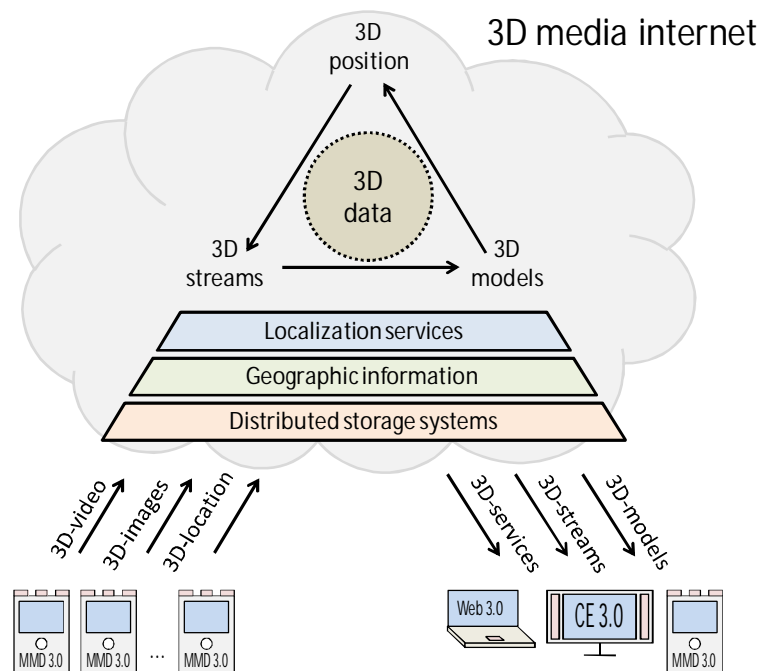 3D media internet
3D
position
3D
data
3D
streams
3D
models
Localization services
Geographic information
Distributed storage systems
3D-video
3D-images
3D-location
3D-services
3D-streams
3D-models
MMD 3.0
MMD 3.0
...
MMD 3.0
Web 3.0
CE 3.0
MMD 3.0